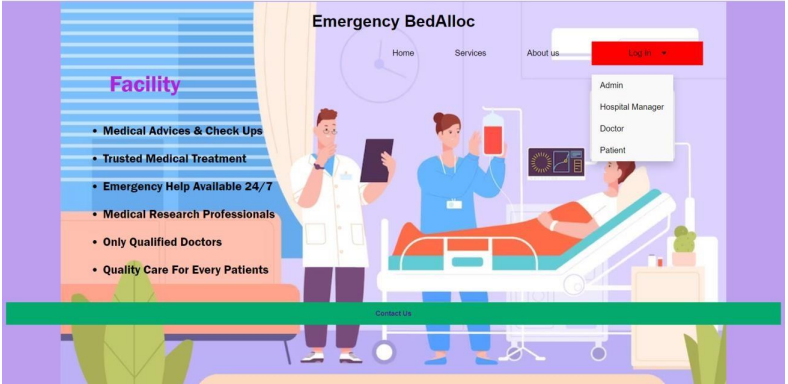 Emergency BedAlloc
Home Services About us Log In
Facility
Admin
Hospital Manager
Doctor
Patient
• Medical Advices & Check Ups
• Trusted Medical Treatment
• Emergency Help Available 24/7
• Medical Research Professionals
• Only Qualified Doctors
• Quality Care For Every Patients
Contact Us